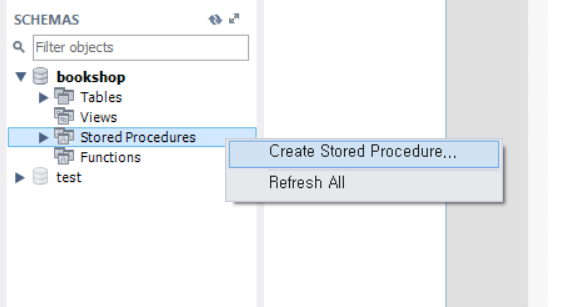 SCHEMAS
Filter objects
bookshop
Tables
Views
Stored Procedures
Functions
test
Create Stored Procedure,,,
Refresh All